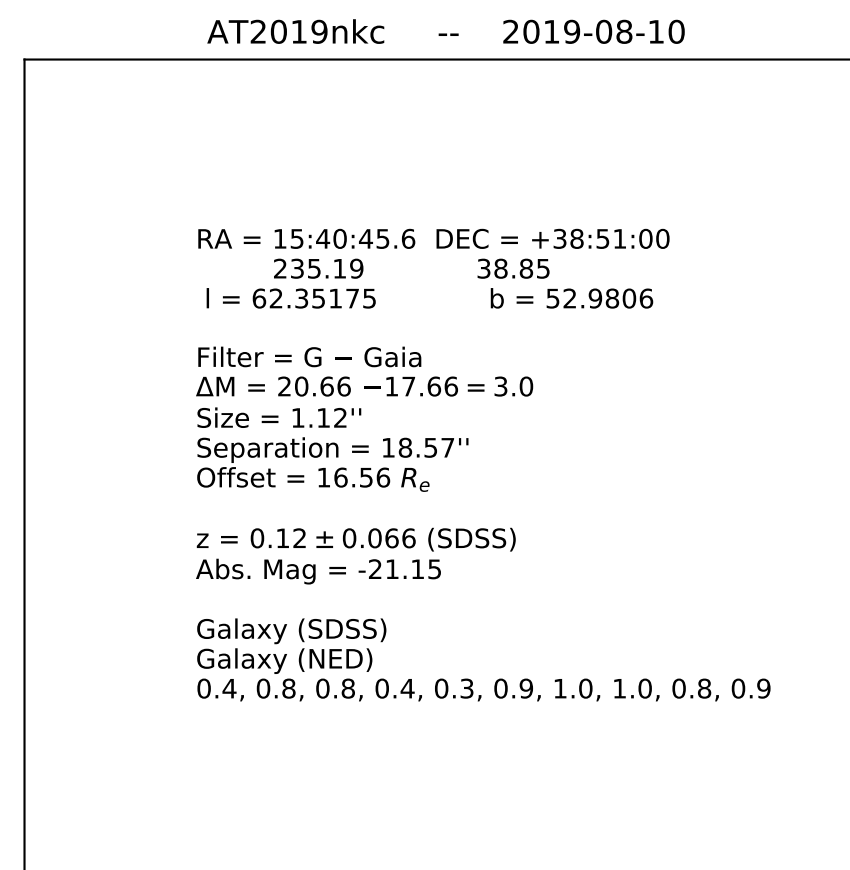 AT2019nkc -- 2019-08-10
RA = 15:40:45.6 DEC = +38:51:00
235.19 38.85
l = 62.35175 b = 52.9806
Filter = G − Gaia
ΔM = 20.66 −17.66 = 3.0
Size = 1.12''
Separation = 18.57''
Offset = 16.56 Rₑ
z = 0.12 ± 0.066 (SDSS)
Abs. Mag = -21.15
Galaxy (SDSS)
Galaxy (NED)
0.4, 0.8, 0.8, 0.4, 0.3, 0.9, 1.0, 1.0, 0.8, 0.9